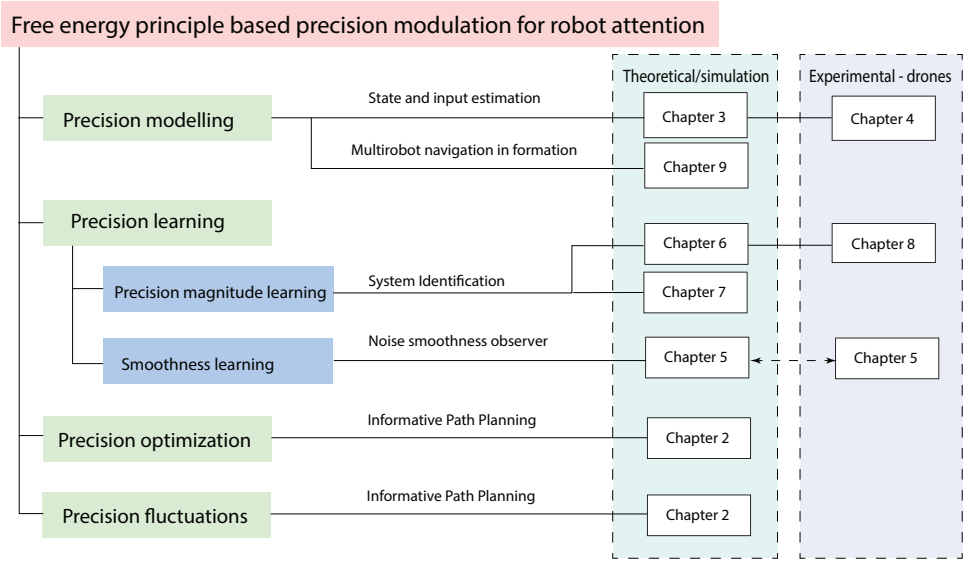 Free energy principle based precision modulation for robot attention
Theoretical/simulation
Experimental - drones
State and input estimation
Precision modelling
Chapter 3
Chapter 4
Multirobot navigation in formation
Chapter 9
Precision learning
Chapter 6
Chapter 8
System Identification
Precision magnitude learning
Chapter 7
Noise smoothness observer
Smoothness learning
Chapter 5
Chapter 5
Informative Path Planning
Precision optimization
Chapter 2
Informative Path Planning
Precision fluctuations
Chapter 2